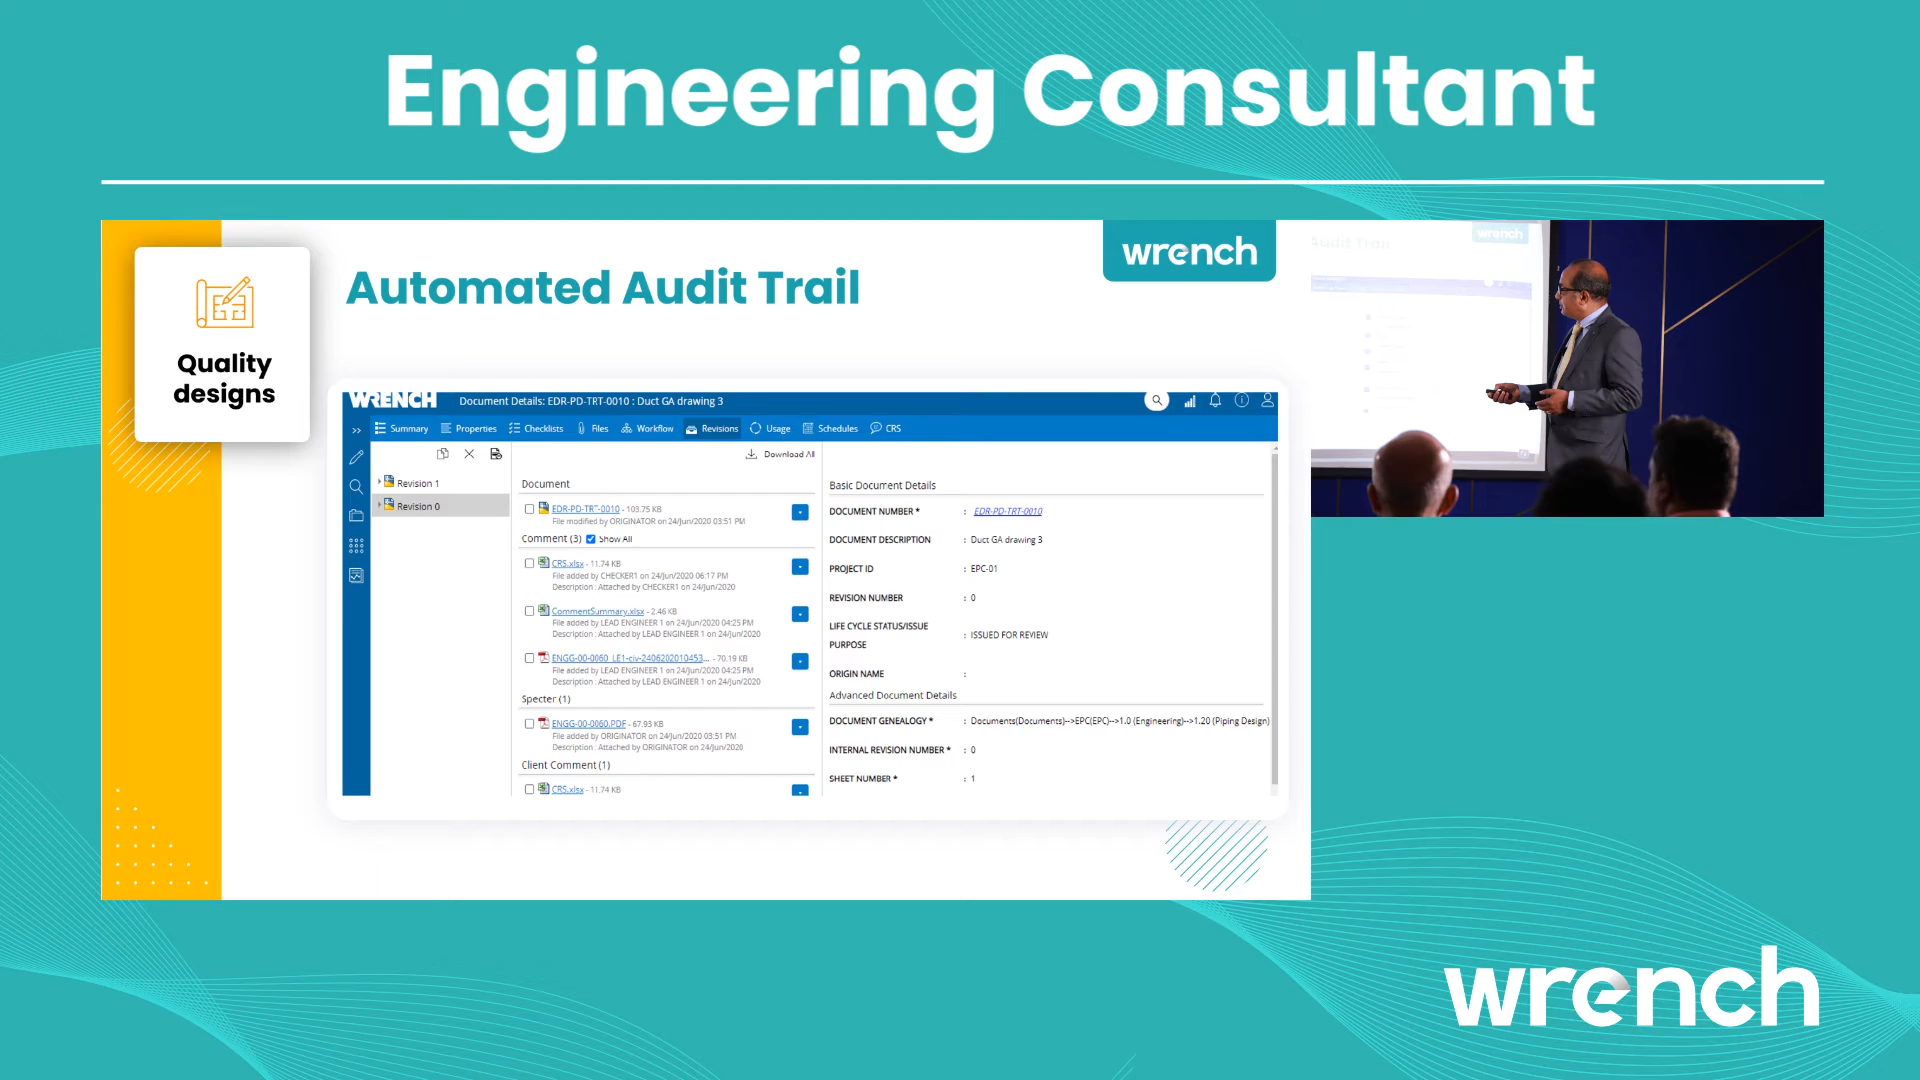 Engineering Consultant
Quality
designs
Automated Audit Trail
wrench
WRENCH
Document Details: EDR-PD-TRT-0010 : Duct GA drawing 3
Summary Properties Checklists Files Workflow Revisions Usage Schedules CRS
Revision 1
Revision 0
Download All
Document
EDR-PD-TRT-0010 - 103.75 KB
File modified by ORIGINATOR on 24/Jun/2020 03:51 PM
Comment (3) Show All
CRS.xlsx - 11.74 KB
File added by CHECKER1 on 24/Jun/2020 06:17 PM
Description : Attached by CHECKER1 on 24/Jun/2020
CommentSummary.xlsx - 2.46 KB
File added by LEAD ENGINEER 1 on 24/Jun/2020 04:25 PM
Description : Attached by LEAD ENGINEER 1 on 24/Jun/2020
ENGG-00-0060_LE1-civ-2406202010453... - 70.19 KB
File added by LEAD ENGINEER 1 on 24/Jun/2020 04:25 PM
Description : Attached by LEAD ENGINEER 1 on 24/Jun/2020
Specter (1)
ENGG-00-0060.PDF - 67.93 KB
File added by ORIGINATOR on 24/Jun/2020 03:51 PM
Description : Attached by ORIGINATOR on 24/Jun/2020
Client Comment (1)
CRS.xlsx - 11.74 KB
Basic Document Details
DOCUMENT NUMBER * : EDR-PD-TRT-0010
DOCUMENT DESCRIPTION : Duct GA drawing 3
PROJECT ID : EPC-01
REVISION NUMBER : 0
LIFE CYCLE STATUS/ISSUE
PURPOSE : ISSUED FOR REVIEW
ORIGIN NAME :
Advanced Document Details
DOCUMENT GENEALOGY * : Documents(Documents)-->EPC(EPC)-->1.0 (Engineering)-->1.20 (Piping Design)
INTERNAL REVISION NUMBER * : 0
SHEET NUMBER * : 1
Audit Trail
wrench
wrench